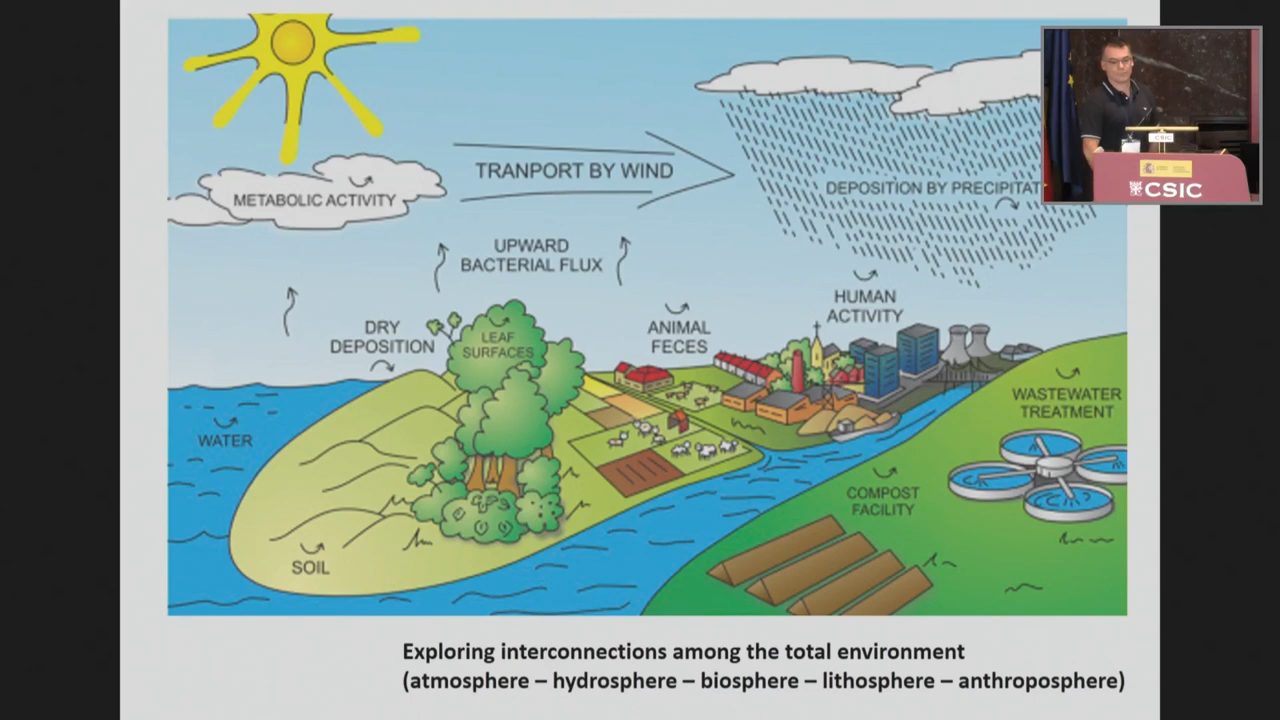 METABOLIC ACTIVITY
TRANPORT BY WIND
DEPOSITION BY PRECIPITAT
UPWARD
BACTERIAL FLUX
DRY
DEPOSITION
LEAF
SURFACES
ANIMAL
FECES
HUMAN
ACTIVITY
WATER
SOIL
WASTEWATER
TREATMENT
COMPOST
FACILITY
CSIC
CSIC
Exploring interconnections among the total environment
(atmosphere – hydrosphere – biosphere – lithosphere – anthroposphere)